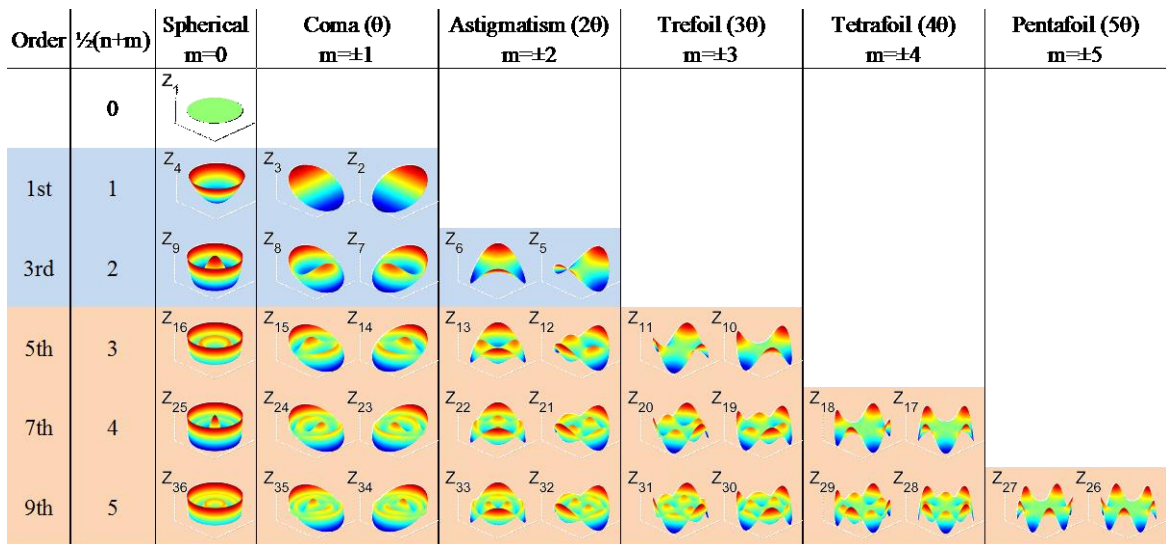 Order ½(n+m) Spherical m=0 Coma (θ) m=±1 Astigmatism (2θ) m=±2 Trefoil (3θ) m=±3 Tetrafoil (4θ) m=±4 Pentafoil (5θ) m=±5
0 Z1
1st 1 Z4 Z3 Z2
3rd 2 Z9 Z8 Z7 Z6 Z5
5th 3 Z16 Z15 Z14 Z13 Z12 Z11 Z10
7th 4 Z25 Z24 Z23 Z22 Z21 Z20 Z19 Z18 Z17
9th 5 Z36 Z35 Z34 Z33 Z32 Z31 Z30 Z29 Z28 Z27 Z26